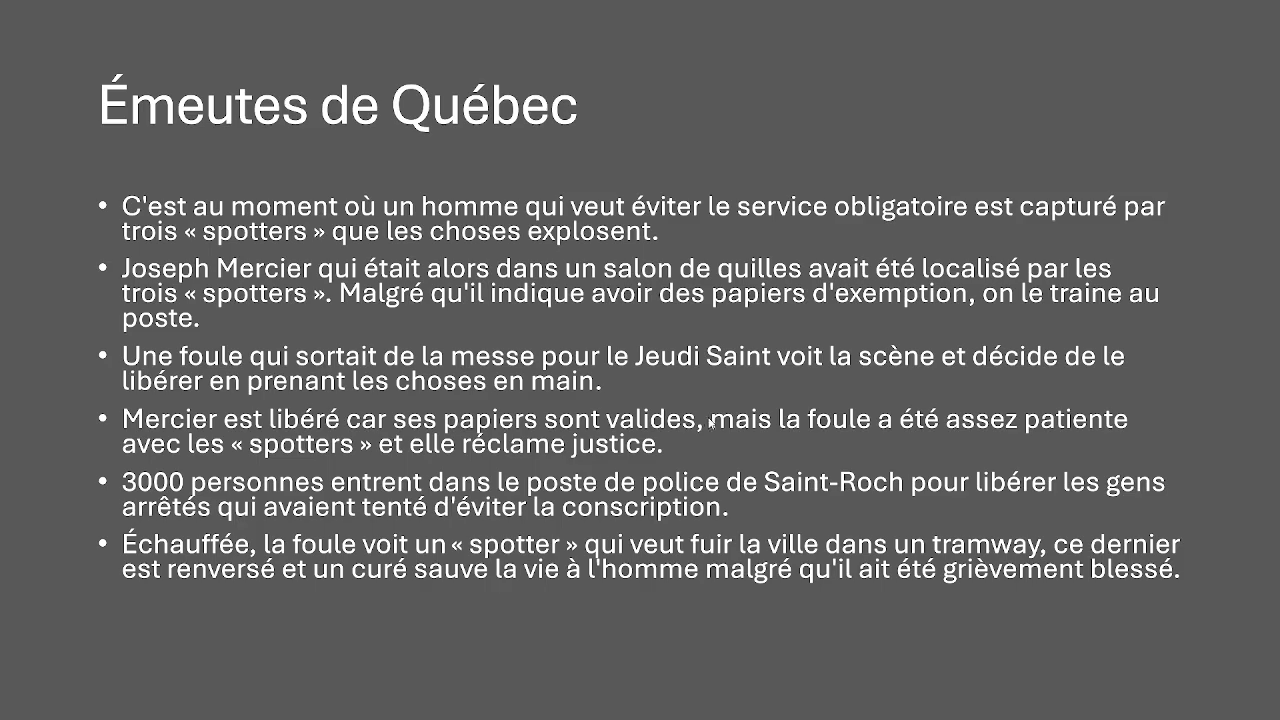 Émeutes de Québec
• C'est au moment où un homme qui veut éviter le service obligatoire est capturé par
trois « spotters » que les choses explosent.
• Joseph Mercier qui était alors dans un salon de quilles avait été localisé par les
trois « spotters ». Malgré qu'il indique avoir des papiers d'exemption, on le traine au
poste.
• Une foule qui sortait de la messe pour le Jeudi Saint voit la scène et décide de le
libérer en prenant les choses en main.
• Mercier est libéré car ses papiers sont valides, mais la foule a été assez patiente
avec les « spotters » et elle réclame justice.
• 3000 personnes entrent dans le poste de police de Saint-Roch pour libérer les gens
arrêtés qui avaient tenté d'éviter la conscription.
• Échauffée, la foule voit un « spotter » qui veut fuir la ville dans un tramway, ce dernier
est renversé et un curé sauve la vie à l'homme malgré qu'il ait été grièvement blessé.